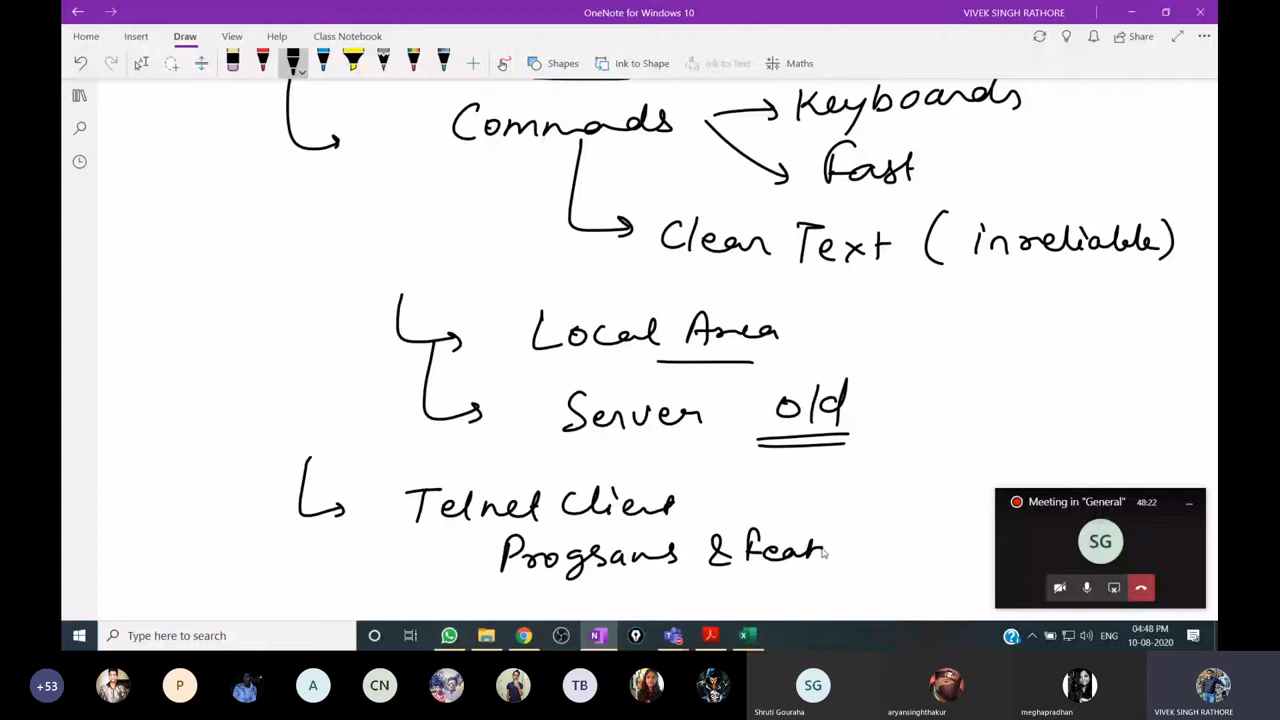 OneNote for Windows 10
VIVEK SINGH RATHORE
Home Insert Draw View Help Class Notebook
Share
Shapes Ink to Shape Ink to Text Maths
Commads Keyboards
Fast
Clear Text (inreliable)
Local Area
Server old
Telnet Client
Programs & Feat
Meeting in "General" 48:22
SG
Type here to search
ENG
04:48 PM
10-08-2020
+53 P A CN TB SG
Shruti Gouraha aryansinghthakur meghapradhan VIVEK SINGH RATHORE